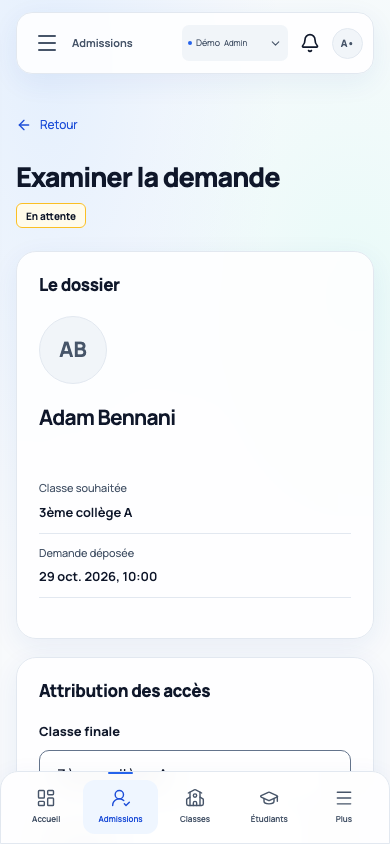 Admissions
Démo Admin
A•
Retour
Examiner la demande
En attente
Le dossier
AB
Adam Bennani
Classe souhaitée
3ème collège A
Demande déposée
29 oct. 2026, 10:00
Attribution des accès
Classe finale
Accueil
Admissions
Classes
Étudiants
Plus